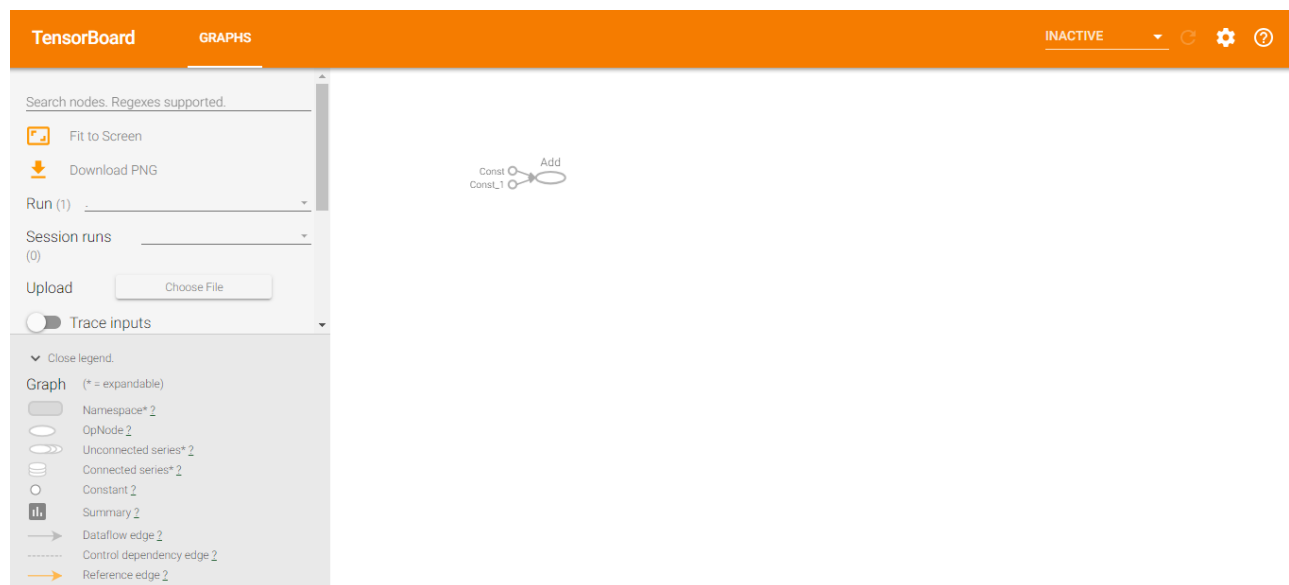 TensorBoard GRAPHS INACTIVE
Search nodes. Regexes supported.
Fit to Screen
Download PNG
Run (1) .
Session runs
(0)
Upload Choose File
Trace inputs
Close legend.
Graph (* = expandable)
Namespace* ?
OpNode ?
Unconnected series* ?
Connected series* ?
Constant ?
Summary ?
Dataflow edge ?
Control dependency edge ?
Reference edge ?
Add
Const
Const_1